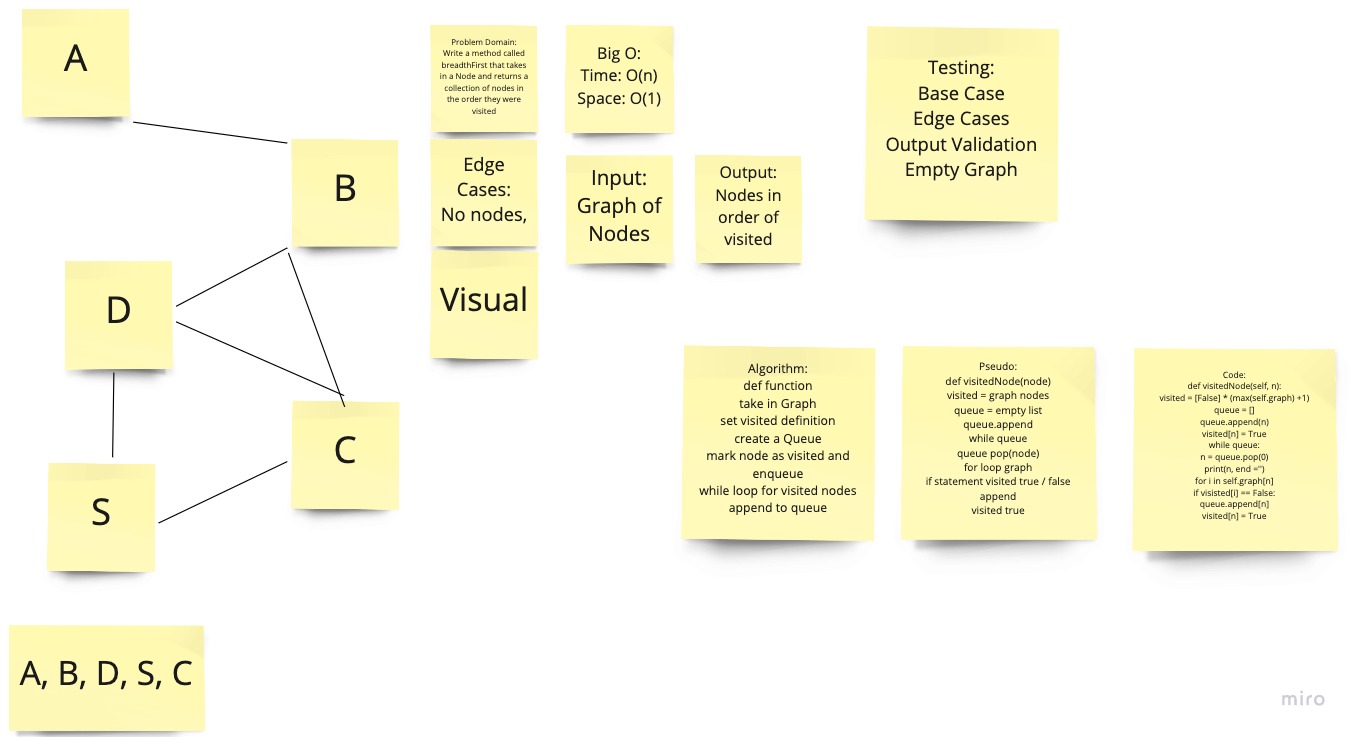 A
B
D
C
S
A, B, D, S, C
Problem Domain:
Write a method called
breadthFirst that takes
in a Node and returns a
collection of nodes in
the order they were
visited
Big O:
Time: O(n)
Space: O(1)
Edge
Cases:
No nodes,
Input:
Graph of
Nodes
Output:
Nodes in
order of
visited
Visual
Testing:
Base Case
Edge Cases
Output Validation
Empty Graph
Algorithm:
def function
take in Graph
set visited definition
create a Queue
mark node as visited and
enqueue
while loop for visited nodes
append to queue
Pseudo:
def visitedNode(node)
visited = graph nodes
queue = empty list
queue.append
while queue
queue pop(node)
for loop graph
if statement visited true / false
append
visited true
Code:
def visitedNode(self, n):
visited = [False] * (max(self.graph) +1)
queue = []
queue.append(n)
visited[n] = True
while queue:
n = queue.pop(0)
print(n, end ='')
for i in self.graph[n]
if visisted[i] == False:
queue.append[n]
visited[n] = True
miro